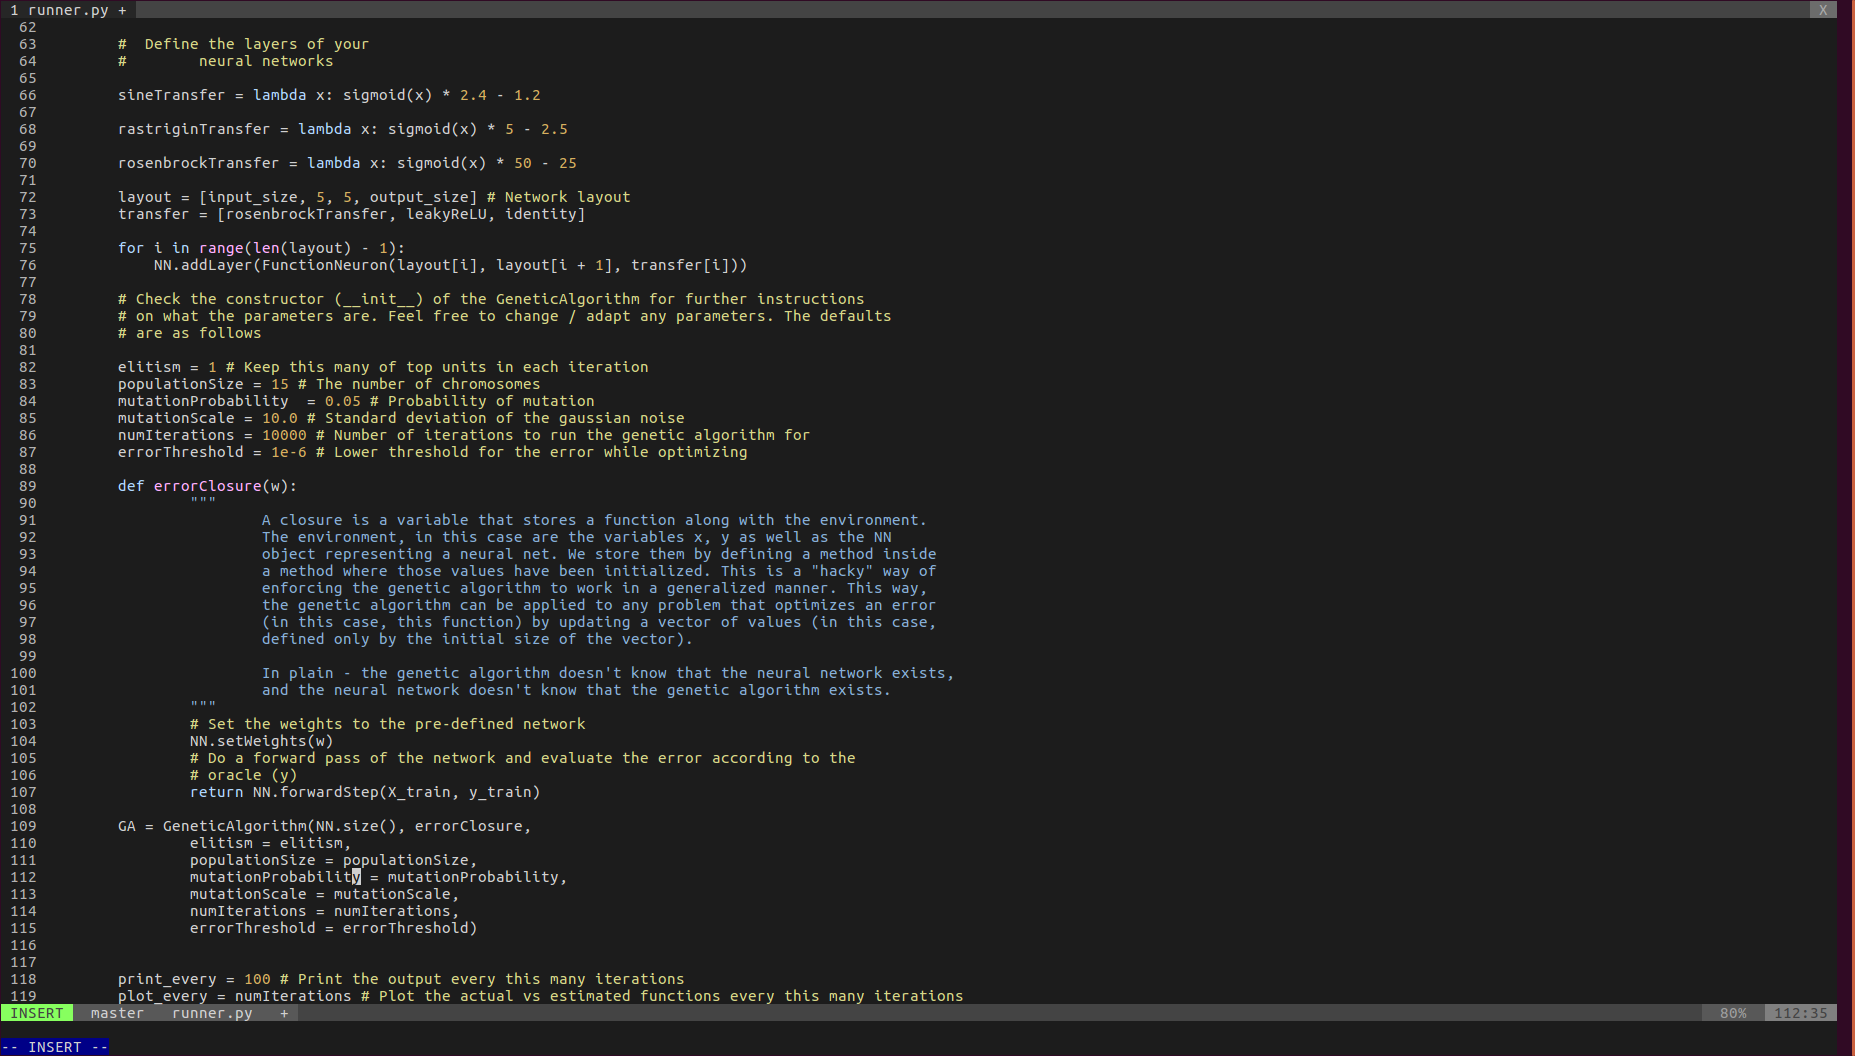 1 runner.py + X
62
63 #  Define the layers of your
64 #        neural networks
65
66 sineTransfer = lambda x: sigmoid(x) * 2.4 - 1.2
67
68 rastriginTransfer = lambda x: sigmoid(x) * 5 - 2.5
69
70 rosenbrockTransfer = lambda x: sigmoid(x) * 50 - 25
71
72 layout = [input_size, 5, 5, output_size] # Network layout
73 transfer = [rosenbrockTransfer, leakyReLU, identity]
74
75 for i in range(len(layout) - 1):
76     NN.addLayer(FunctionNeuron(layout[i], layout[i + 1], transfer[i]))
77
78 # Check the constructor (__init__) of the GeneticAlgorithm for further instructions
79 # on what the parameters are. Feel free to change / adapt any parameters. The defaults
80 # are as follows
81
82 elitism = 1 # Keep this many of top units in each iteration
83 populationSize = 15 # The number of chromosomes
84 mutationProbability  = 0.05 # Probability of mutation
85 mutationScale = 10.0 # Standard deviation of the gaussian noise
86 numIterations = 10000 # Number of iterations to run the genetic algorithm for
87 errorThreshold = 1e-6 # Lower threshold for the error while optimizing
88
89 def errorClosure(w):
90         """
91                 A closure is a variable that stores a function along with the environment.
92                 The environment, in this case are the variables x, y as well as the NN
93                 object representing a neural net. We store them by defining a method inside
94                 a method where those values have been initialized. This is a "hacky" way of
95                 enforcing the genetic algorithm to work in a generalized manner. This way,
96                 the genetic algorithm can be applied to any problem that optimizes an error
97                 (in this case, this function) by updating a vector of values (in this case,
98                 defined only by the initial size of the vector).
99
100                 In plain - the genetic algorithm doesn't know that the neural network exists,
101                 and the neural network doesn't know that the genetic algorithm exists.
102         """
103         # Set the weights to the pre-defined network
104         NN.setWeights(w)
105         # Do a forward pass of the network and evaluate the error according to the
106         # oracle (y)
107         return NN.forwardStep(X_train, y_train)
108
109 GA = GeneticAlgorithm(NN.size(), errorClosure,
110         elitism = elitism,
111         populationSize = populationSize,
112         mutationProbability = mutationProbability,
113         mutationScale = mutationScale,
114         numIterations = numIterations,
115         errorThreshold = errorThreshold)
116
117
118 print_every = 100 # Print the output every this many iterations
119 plot_every = numIterations # Plot the actual vs estimated functions every this many iterations
INSERT master runner.py + 80% 112:35
-- INSERT --